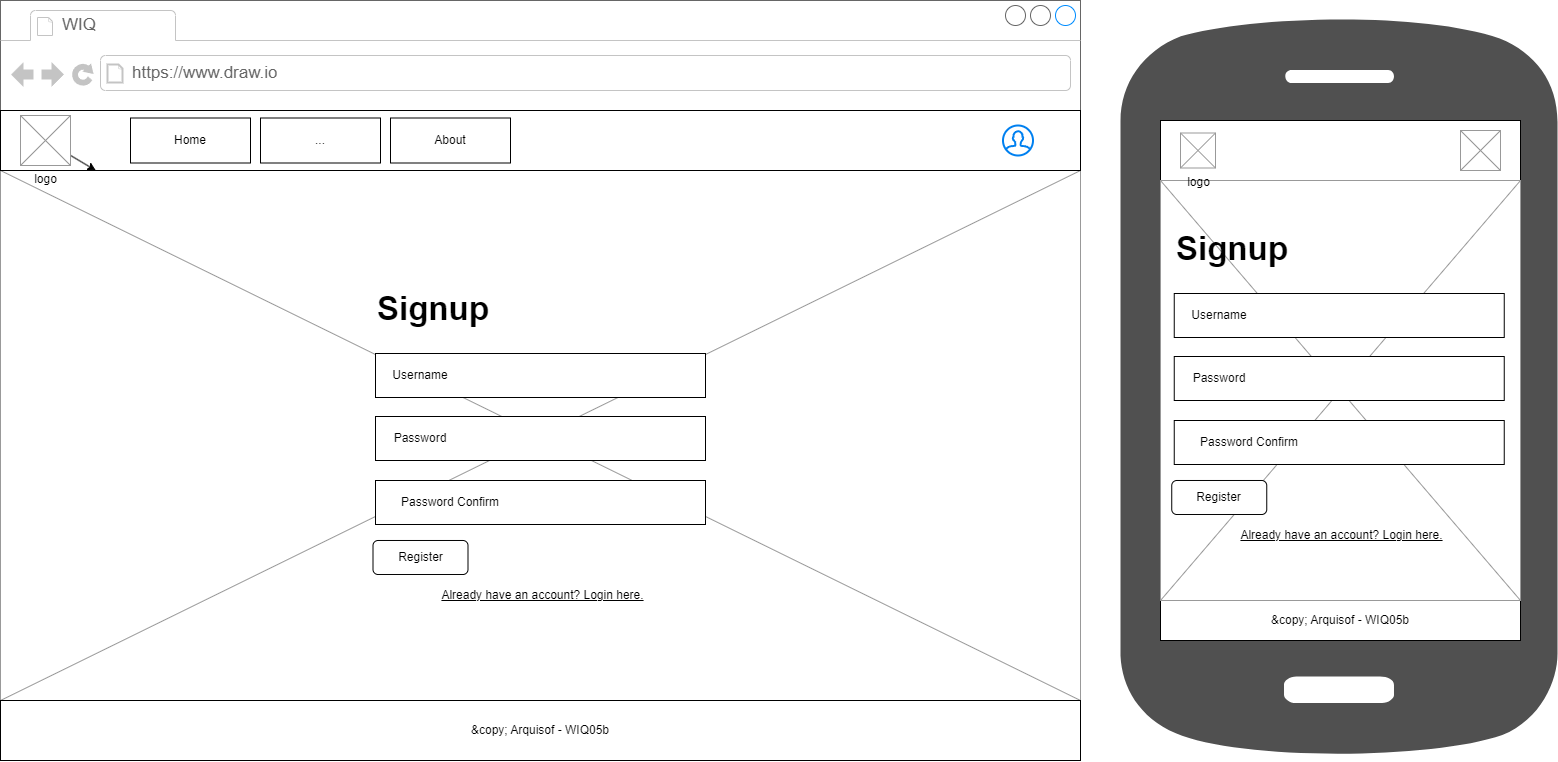 WIQ
https://www.draw.io
Home
...
About
logo
Signup
Username
Password
Password Confirm
Register
Already have an account? Login here.
&copy; Arquisof - WIQ05b
logo
Signup
Username
Password
Password Confirm
Register
Already have an account? Login here.
&copy; Arquisof - WIQ05b